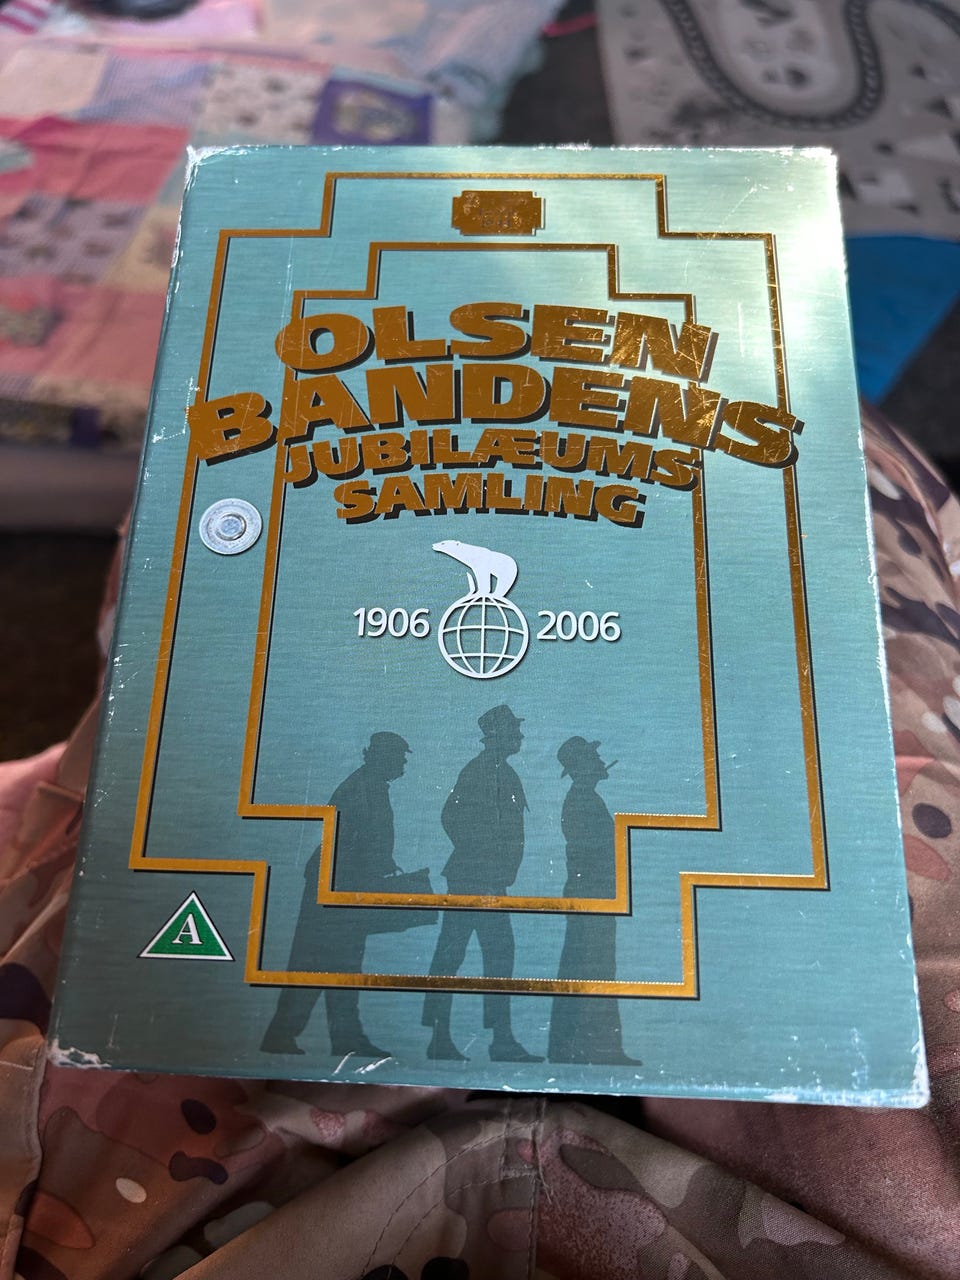 OLSEN
BANDENS
JUBILÆUMS
SAMLING
1906 2006
A